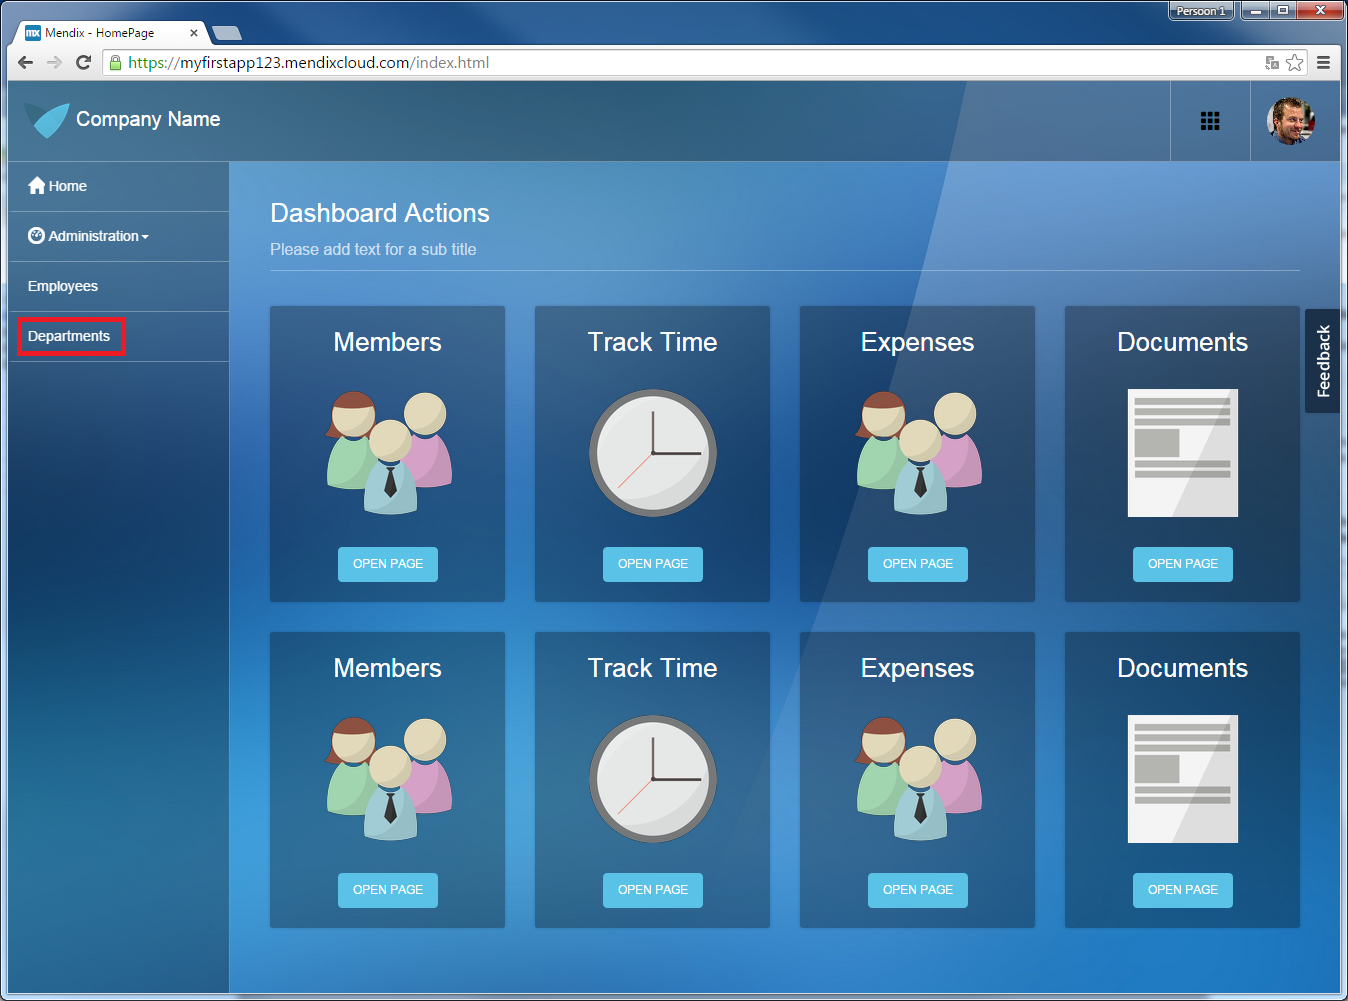 Persoon 1
mx Mendix - HomePage
https://myfirstapp123.mendixcloud.com/index.html
Company Name
Home
Administration
Employees
Departments
Dashboard Actions
Please add text for a sub title
Members Track Time Expenses Documents
OPEN PAGE OPEN PAGE OPEN PAGE OPEN PAGE
Feedback
Members Track Time Expenses Documents
OPEN PAGE OPEN PAGE OPEN PAGE OPEN PAGE